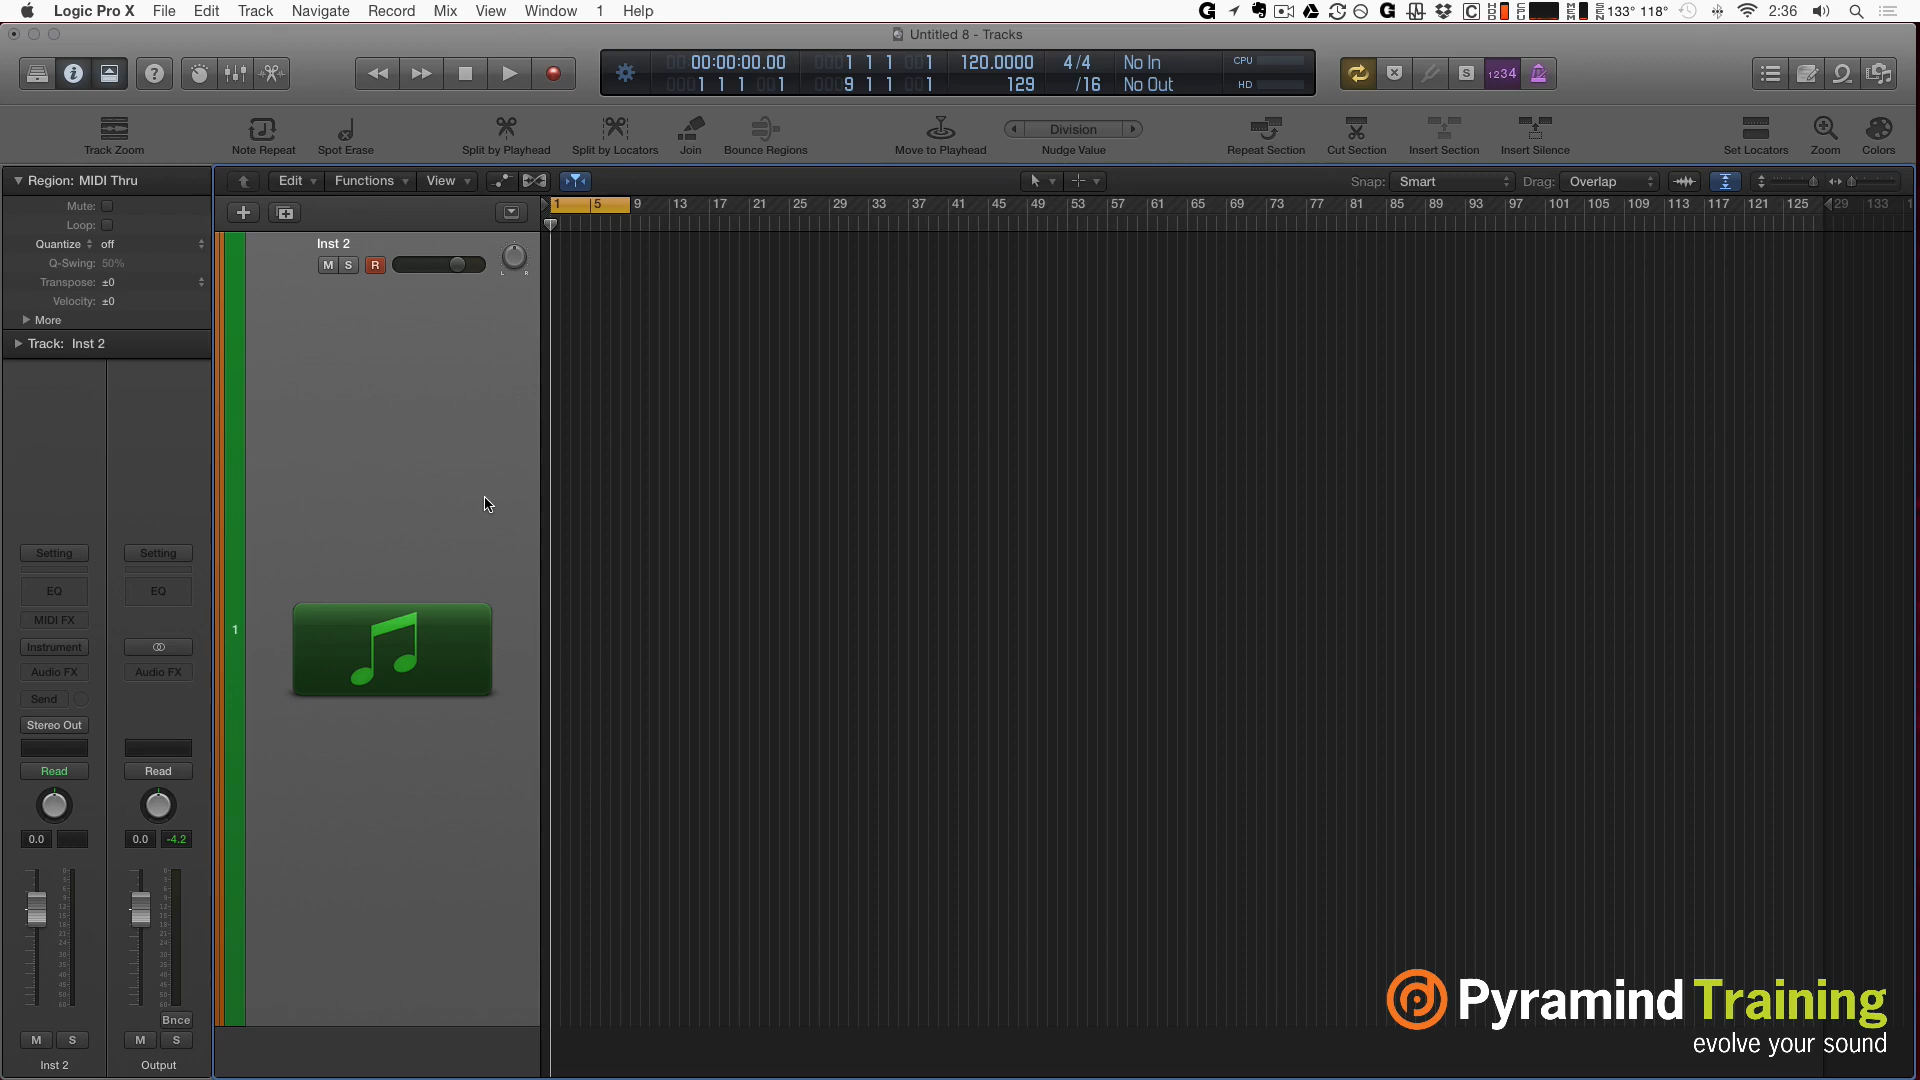 Logic Pro X File Edit Track Navigate Record Mix View Window 1 Help
133° 118° 2:36
Untitled 8 - Tracks
00:00:00.00 1 1 1 1 120.0000 4/4 No In CPU
1 1 1 1 9 1 1 1 129 /16 No Out HD
1234
Track Zoom Note Repeat Spot Erase Split by Playhead Split by Locators Join Bounce Regions Move to Playhead Division Nudge Value Repeat Section Cut Section Insert Section Insert Silence Set Locators Zoom Colors
Region: MIDI Thru
Edit Functions View Snap: Smart Drag: Overlap
Mute:
Loop:
Quantize off
Q-Swing: 50%
Transpose: ±0
Velocity: ±0
More
Track: Inst 2
1 5 9 13 17 21 25 29 33 37 41 45 49 53 57 61 65 69 73 77 81 85 89 93 97 101 105 109 113 117 121 125 29 133
Inst 2
M S R
L R
1
Setting Setting
EQ EQ
MIDI FX
Instrument
Audio FX Audio FX
Send
Stereo Out
Read Read
0.0 0.0 -4.2
Bnce
M S M S
Inst 2 Output
Pyramind Training
evolve your sound